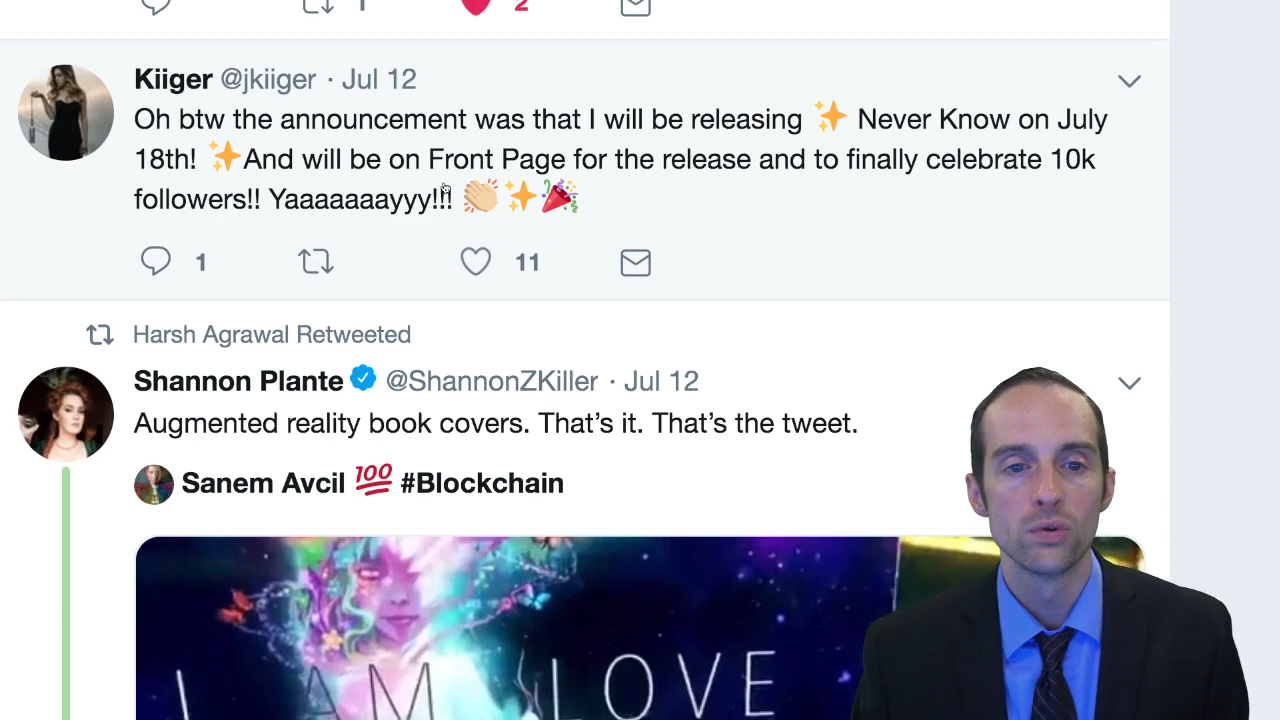 1 2
Kiiger @jkiiger · Jul 12
Oh btw the announcement was that I will be releasing ✨ Never Know on July
18th! ✨And will be on Front Page for the release and to finally celebrate 10k
followers!! Yaaaaaaayyy!!! 👏🏼✨🎉
1 11
Harsh Agrawal Retweeted
Shannon Plante @ShannonZKiller · Jul 12
Augmented reality book covers. That’s it. That’s the tweet.
Sanem Avcil 💯 #Blockchain
I AM LOVE